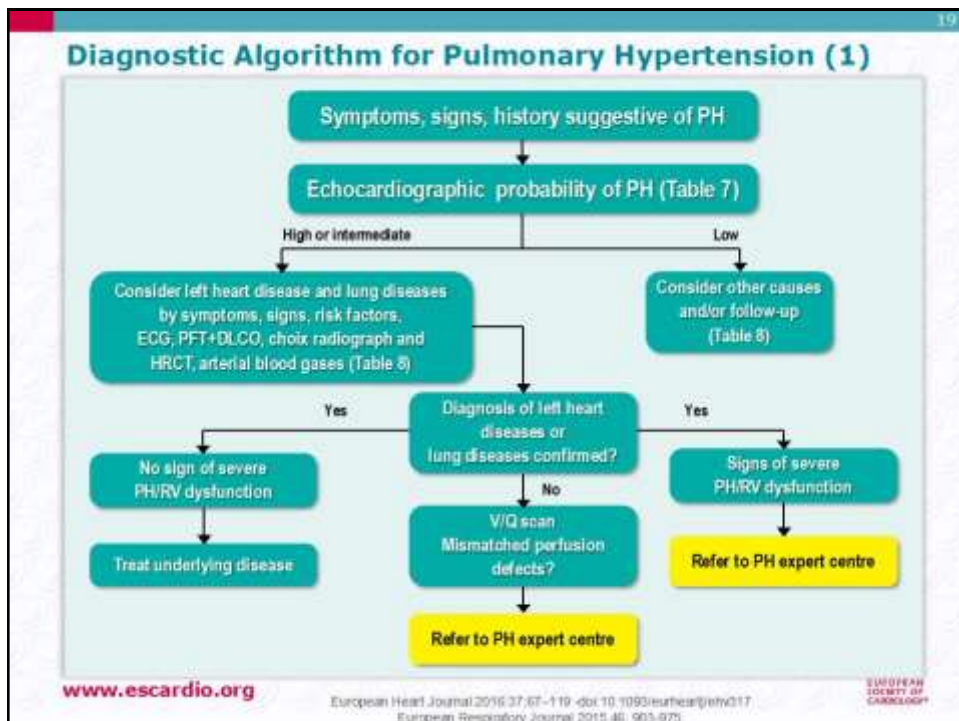 19
Diagnostic Algorithm for Pulmonary Hypertension (1)
Symptoms, signs, history suggestive of PH
Echocardiographic probability of PH (Table 7)
High or intermediate
Low
Consider left heart disease and lung diseases
by symptoms, signs, risk factors,
ECG, PFT+DLCO, choix radiograph and
HRCT, arterial blood gases (Table 8)
Consider other causes
and/or follow-up
(Table 8)
Yes
Diagnosis of left heart
diseases or
lung diseases confirmed?
Yes
No sign of severe
PH/RV dysfunction
Signs of severe
PH/RV dysfunction
No
V/Q scan
Mismatched perfusion
defects?
Treat underlying disease
Refer to PH expert centre
Refer to PH expert centre
www.escardio.org
European Heart Journal 2016 37;67–119 -doi:10.1093/eurheartj/ehv317
European Respiratory Journal 2015 46, 903-975
EUROPEAN
SOCIETY OF
CARDIOLOGY®